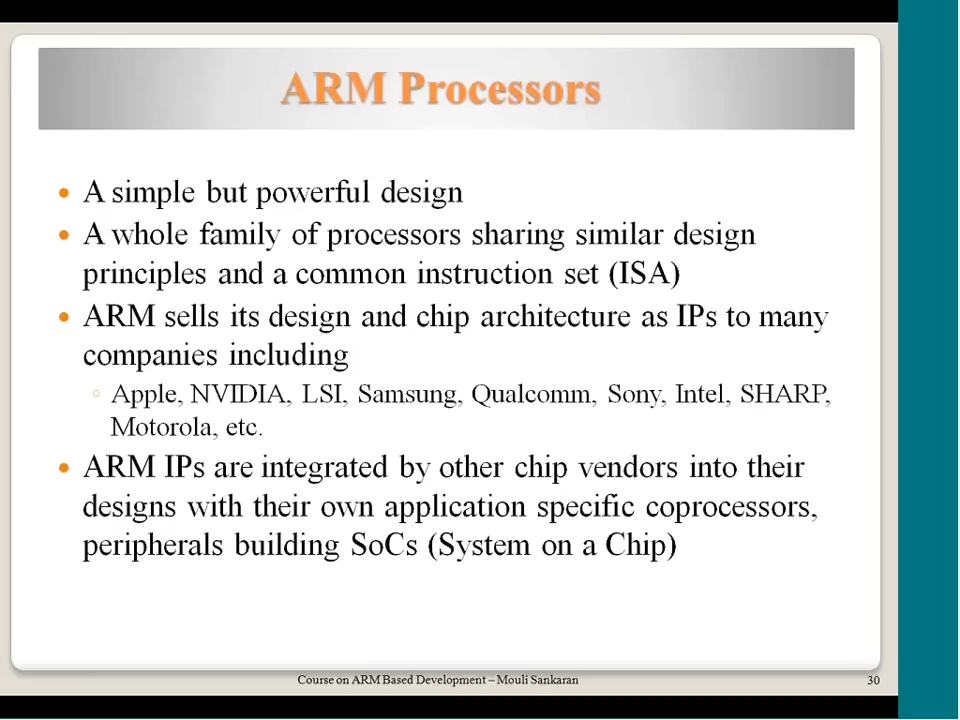 ARM Processors
A simple but powerful design
A whole family of processors sharing similar design
principles and a common instruction set (ISA)
ARM sells its design and chip architecture as IPs to many
companies including
Apple, NVIDIA, LSI, Samsung, Qualcomm, Sony, Intel, SHARP,
Motorola, etc.
ARM IPs are integrated by other chip vendors into their
designs with their own application specific coprocessors,
peripherals building SoCs (System on a Chip)
Course on ARM Based Development – Mouli Sankaran
30